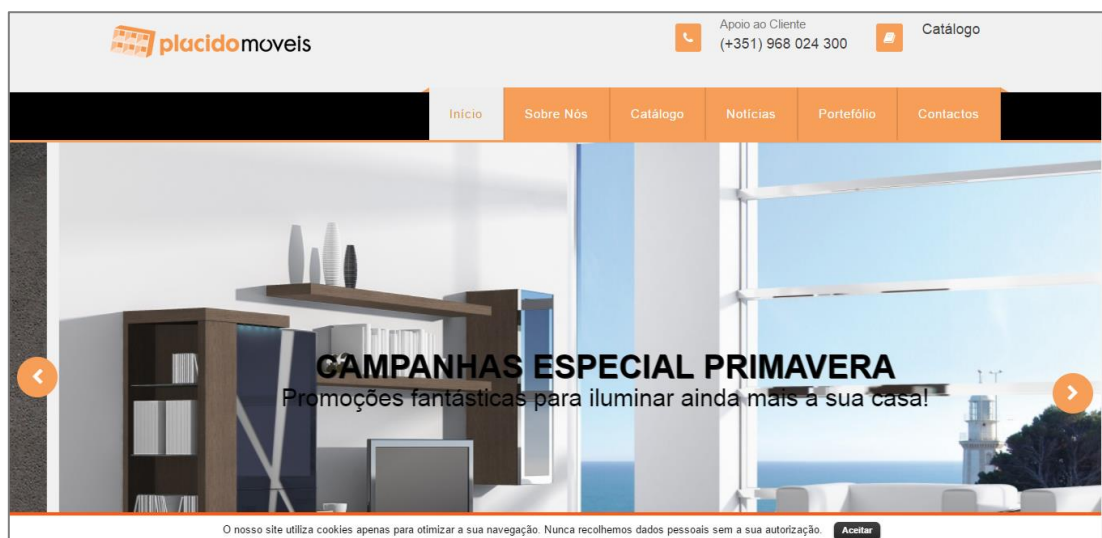 placidomoveis
Apoio ao Cliente
(+351) 968 024 300
Catálogo
Início
Sobre Nós
Catálogo
Notícias
Portefólio
Contactos
CAMPANHAS ESPECIAL PRIMAVERA
Promoções fantásticas para iluminar ainda mais a sua casa!
O nosso site utiliza cookies apenas para otimizar a sua navegação. Nunca recolhemos dados pessoais sem a sua autorização. Aceitar